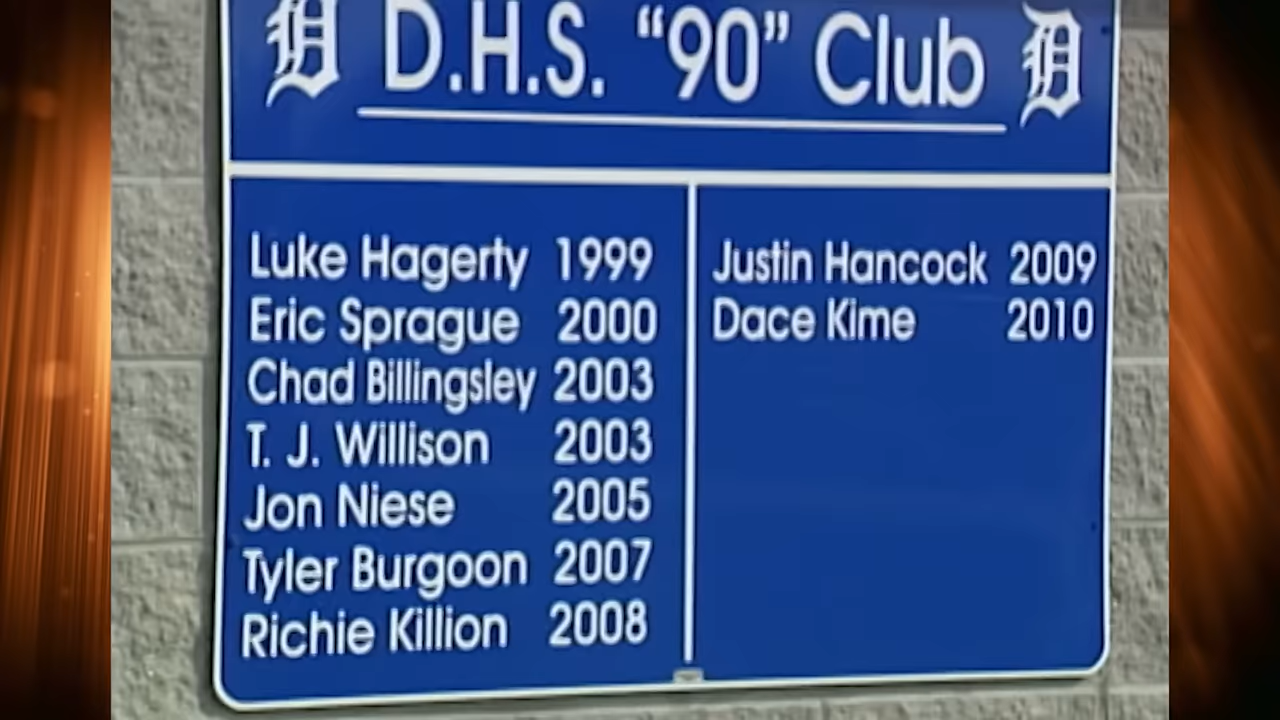 D D.H.S. “90” Club D
Luke Hagerty 1999
Eric Sprague 2000
Chad Billingsley 2003
T. J. Willison 2003
Jon Niese 2005
Tyler Burgoon 2007
Richie Killion 2008
Justin Hancock 2009
Dace Kime 2010